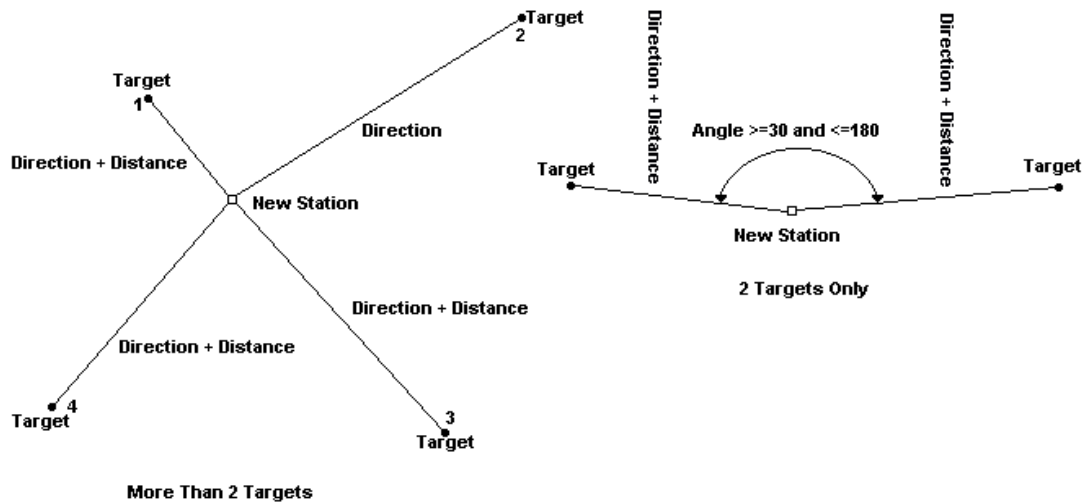 Target
2
Target
1
Direction
Direction + Distance
New Station
Direction + Distance
Direction + Distance
4
Target
3
Target
More Than 2 Targets
Direction + Distance
Direction + Distance
Angle >=30 and <=180
Target
Target
New Station
2 Targets Only